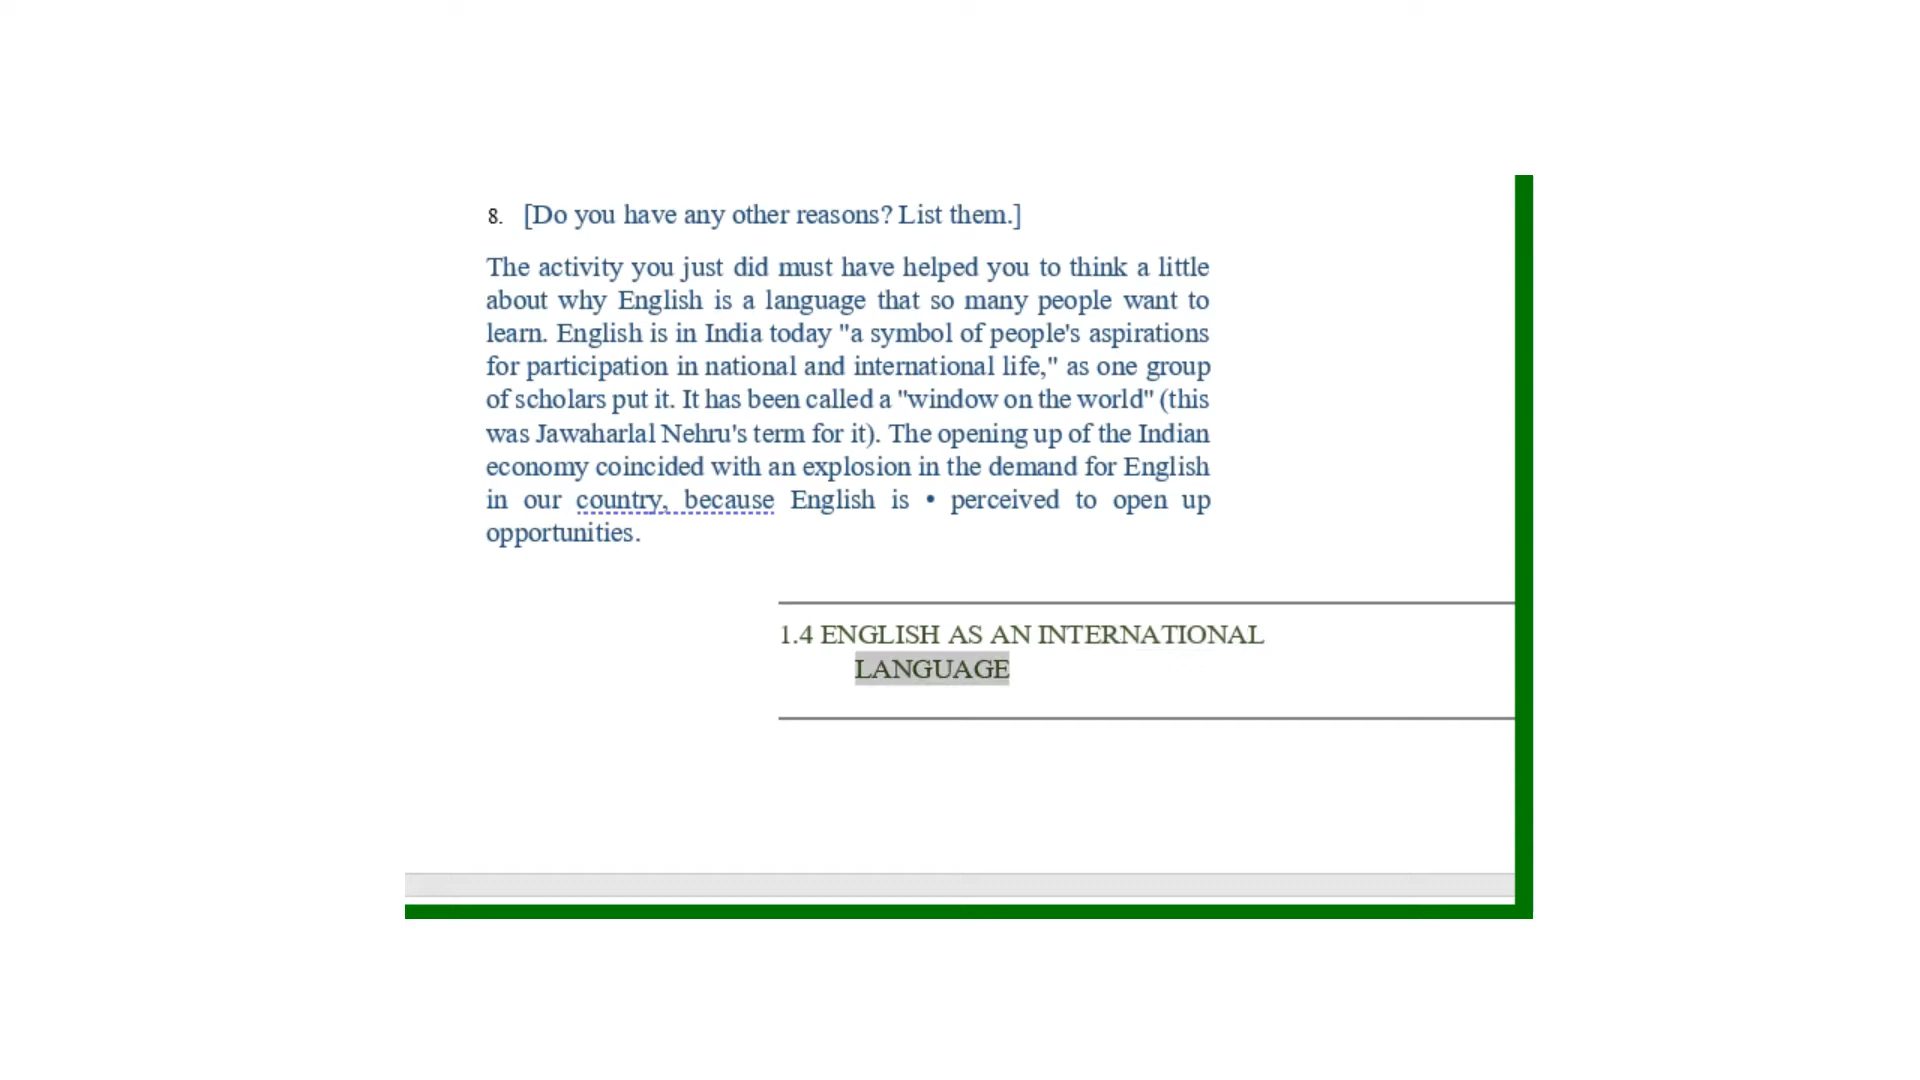 8. [Do you have any other reasons? List them.]
The activity you just did must have helped you to think a little
about why English is a language that so many people want to
learn. English is in India today "a symbol of people's aspirations
for participation in national and international life," as one group
of scholars put it. It has been called a "window on the world" (this
was Jawaharlal Nehru's term for it). The opening up of the Indian
economy coincided with an explosion in the demand for English
in our country, because English is • perceived to open up
opportunities.
1.4 ENGLISH AS AN INTERNATIONAL
LANGUAGE